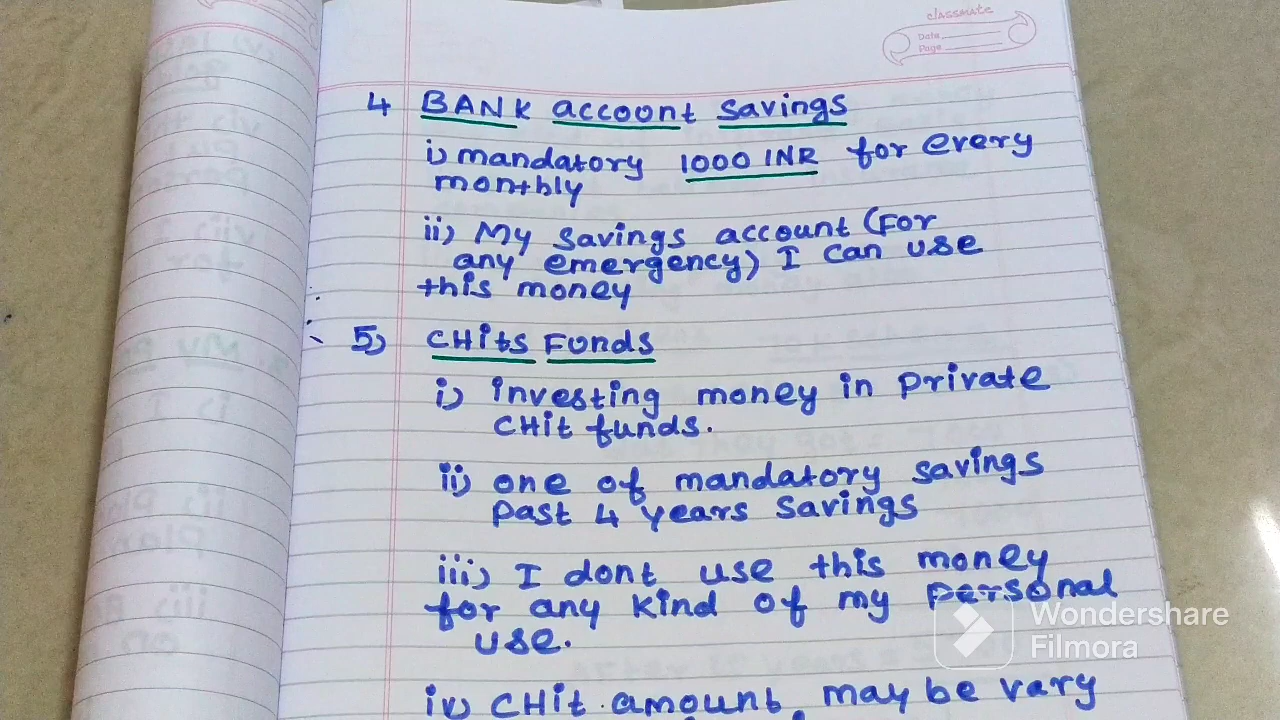 classmate
Date
Page
4 BANK account savings
i) mandatory 1000 INR for every
monthly
ii) My savings account (For
any emergency) I can use
this money
5) CHits Funds
i) investing money in private
CHit funds.
ii) one of mandatory savings
past 4 years savings
iii) I dont use this money
for any kind of my personal
use.
iv) CHit amount may be vary
Wondershare
Filmora